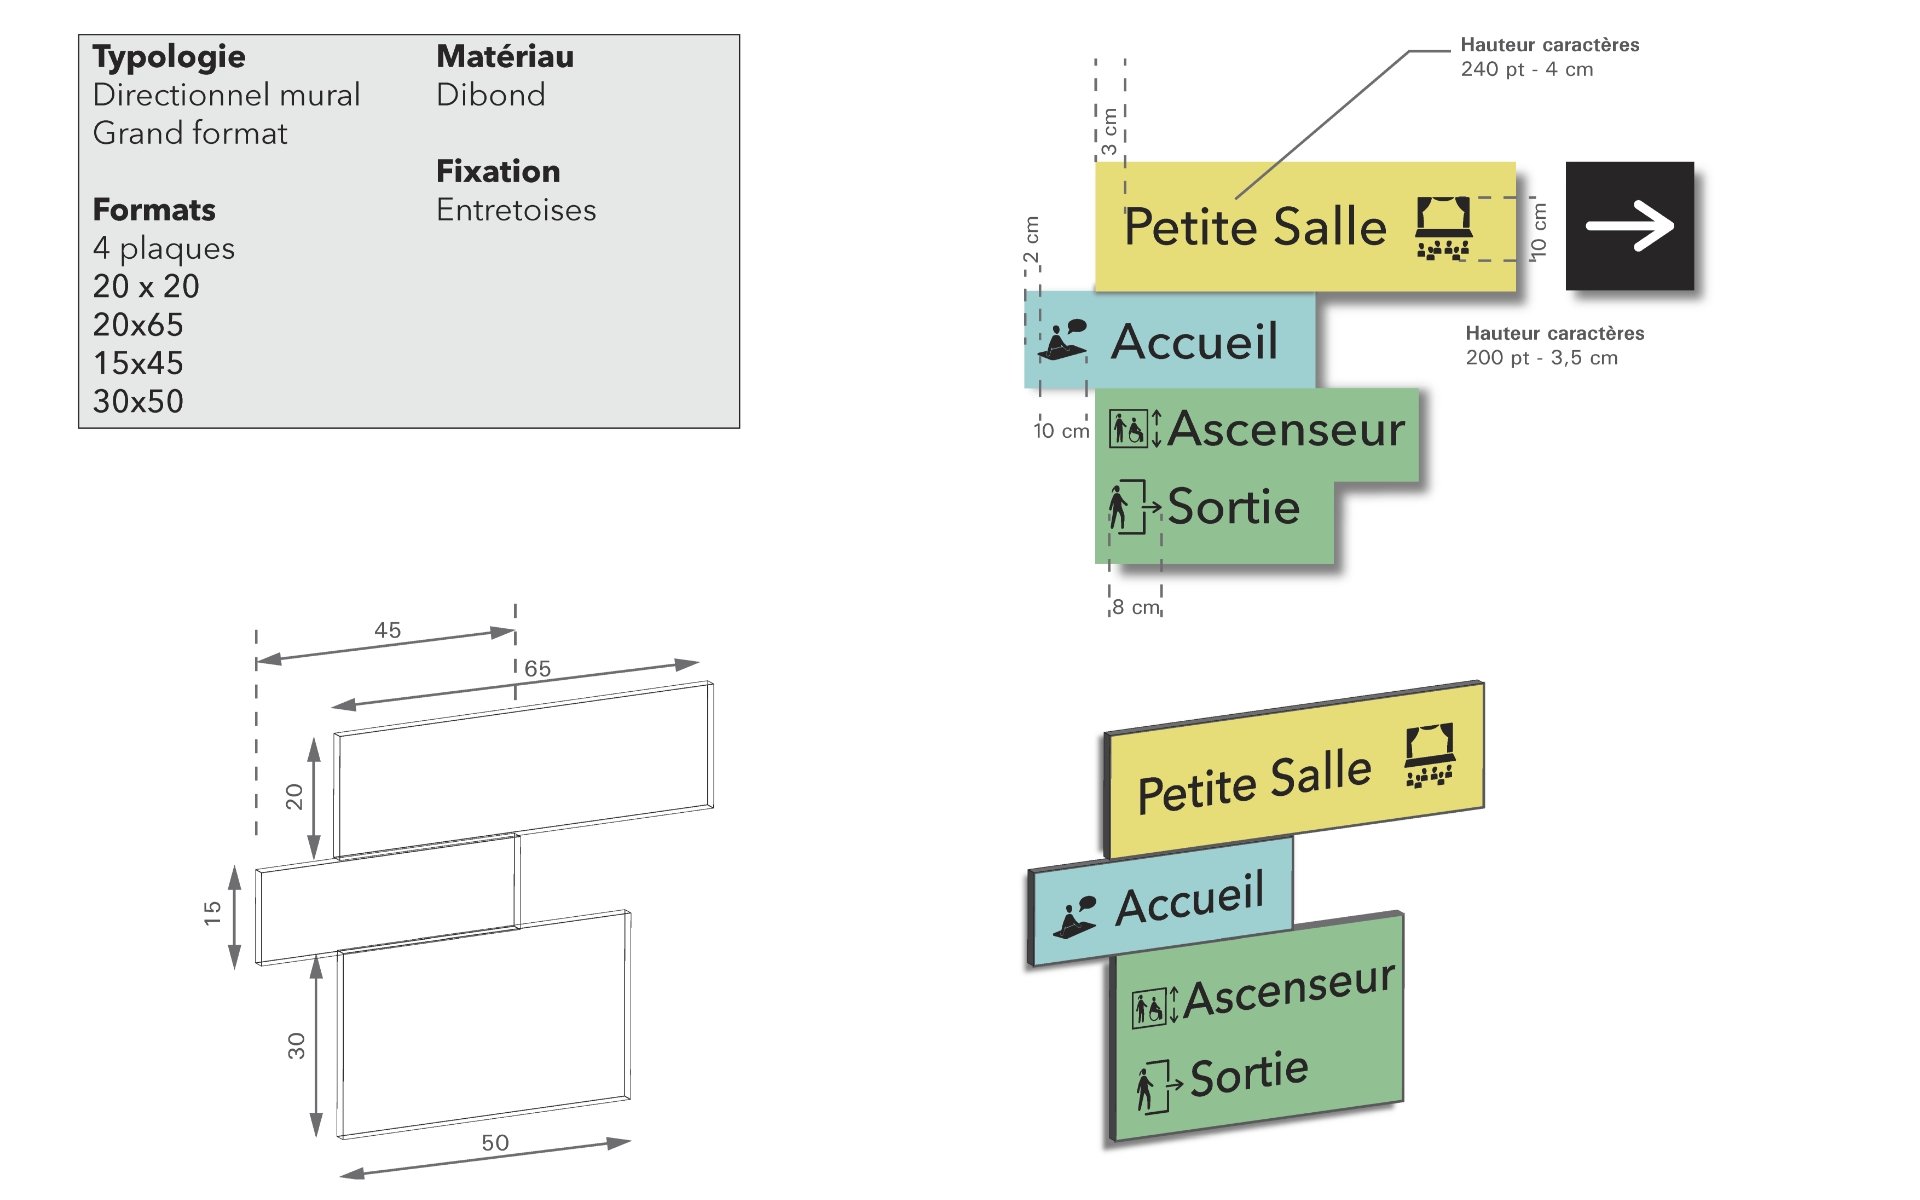 Typologie
Directionnel mural
Grand format
Formats
4 plaques
20 x 20
20x65
15x45
30x50
Matériau
Dibond
Fixation
Entretoises
Hauteur caractères
240 pt - 4 cm
3 cm
Petite Salle
10 cm
2 cm
Accueil
Hauteur caractères
200 pt - 3,5 cm
10 cm
Ascenseur
Sortie
8 cm
45
65
20
15
30
50
Petite Salle
Accueil
Ascenseur
Sortie